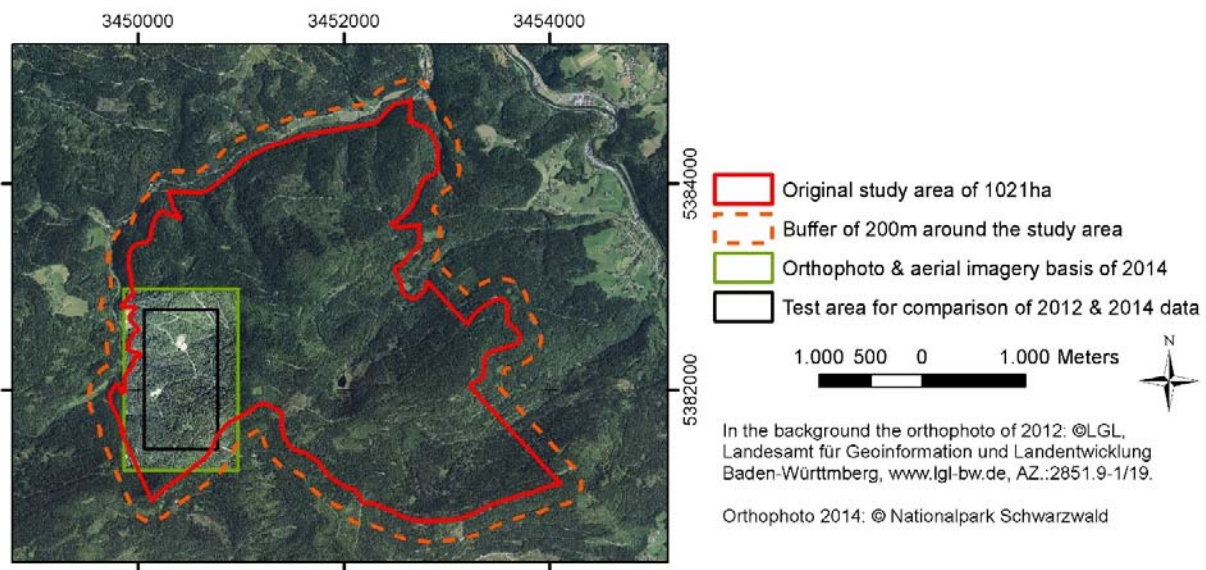 3450000 3452000 3454000
5384000
5382000
3450000 3452000 3454000
Original study area of 1021ha
Buffer of 200m around the study area
Orthophoto & aerial imagery basis of 2014
Test area for comparison of 2012 & 2014 data
1.000 500 0 1.000 Meters
N
In the background the orthophoto of 2012: ©LGL,
Landesamt für Geoinformation und Landentwicklung
Baden-Württmberg, www.lgl-bw.de, AZ.:2851.9-1/19.
Orthophoto 2014: © Nationalpark Schwarzwald